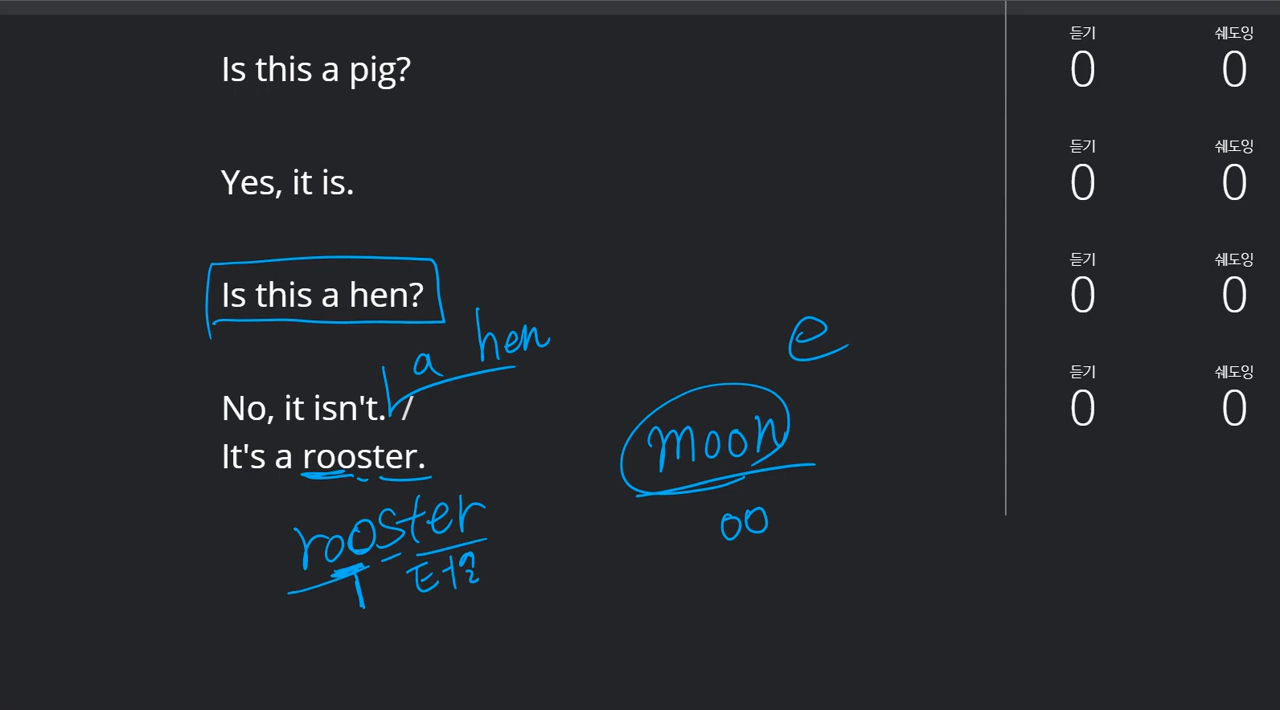 Is this a pig?
듣기 쉐도잉
0 0
Yes, it is.
듣기 쉐도잉
0 0
Is this a hen?
듣기 쉐도잉
0 0
a hen
e
No, it isn't. /
듣기 쉐도잉
0 0
It's a rooster.
moon
oo
rooster
ㅜ